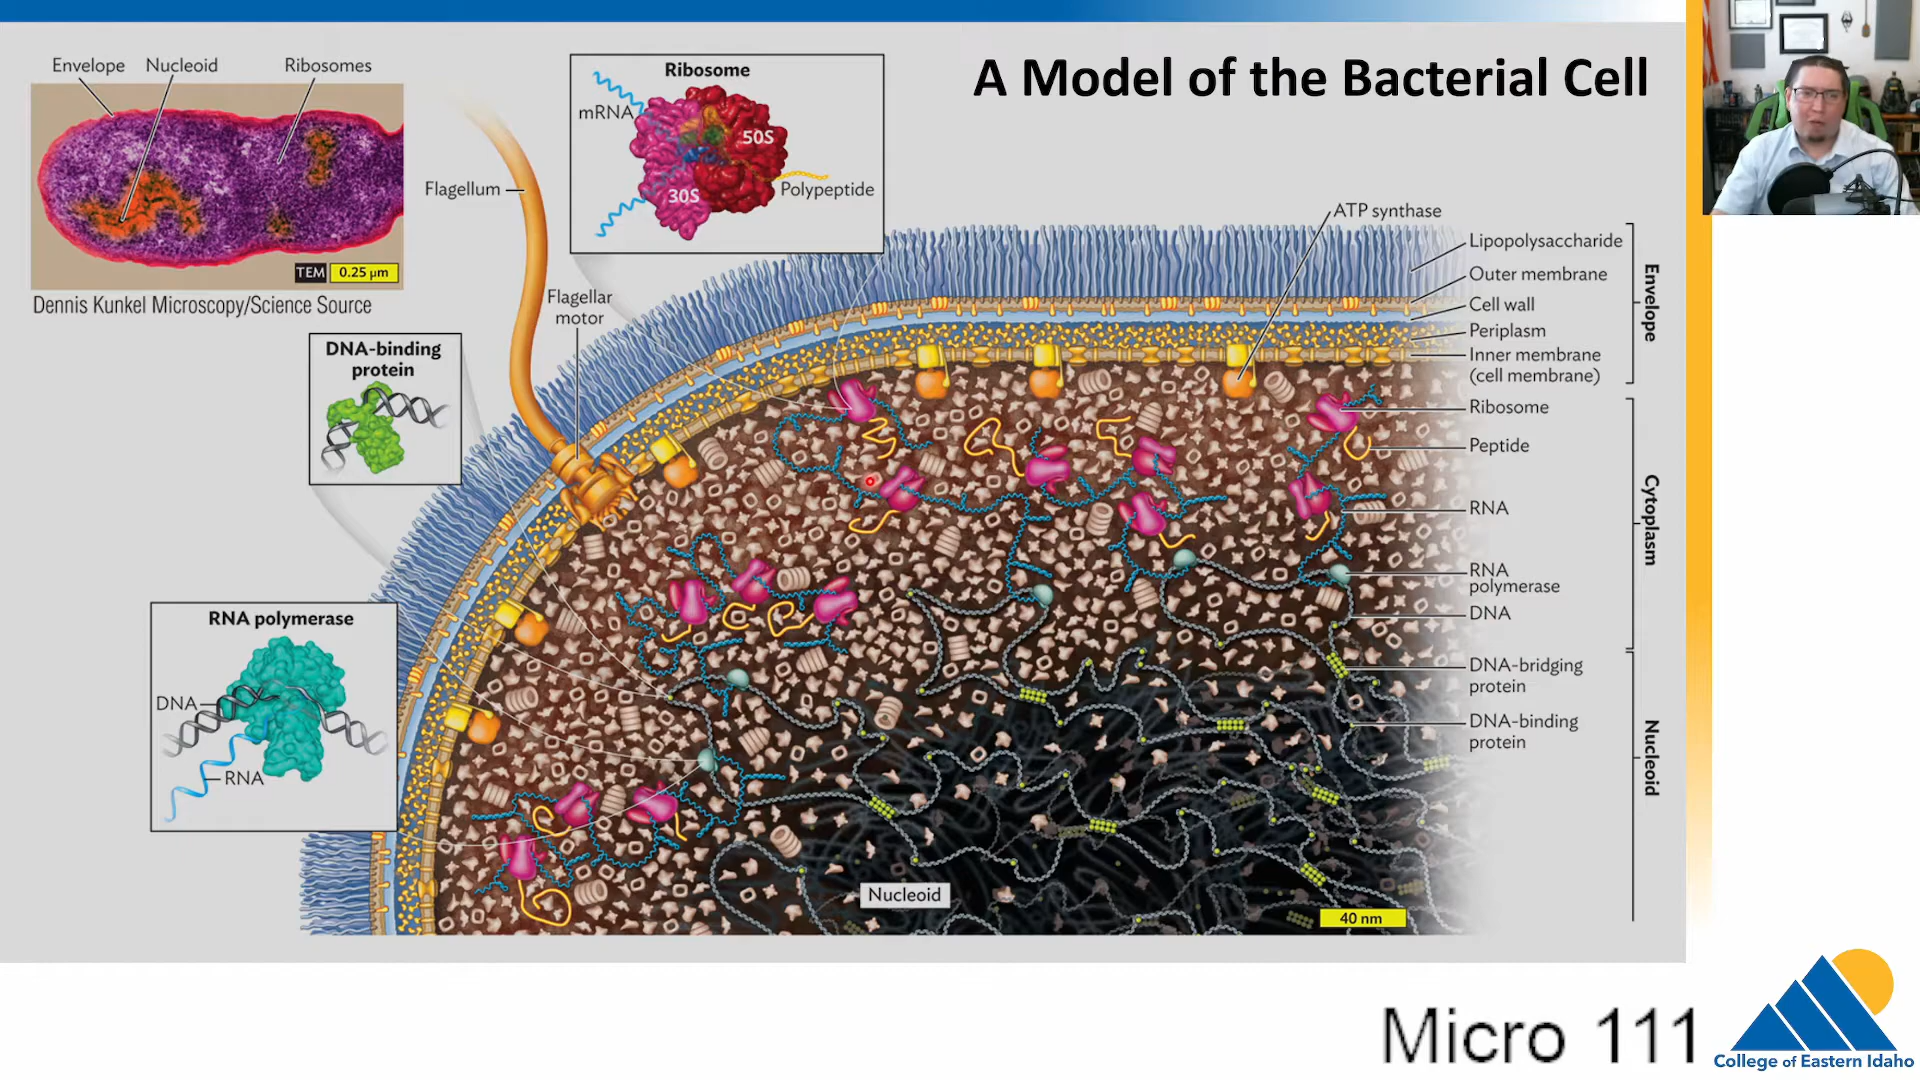 A Model of the Bacterial Cell
Envelope
Nucleoid
Ribosomes
TEM
0.25 µm
Dennis Kunkel Microscopy/Science Source
Flagellum
Flagellar
motor
Ribosome
mRNA
50S
30S
Polypeptide
DNA-binding
protein
RNA polymerase
DNA
RNA
ATP synthase
Lipopolysaccharide
Outer membrane
Cell wall
Periplasm
Inner membrane
(cell membrane)
Envelope
Ribosome
Peptide
RNA
RNA
polymerase
DNA
Cytoplasm
DNA-bridging
protein
DNA-binding
protein
Nucleoid
Nucleoid
40 nm
Micro 111
College of Eastern Idaho